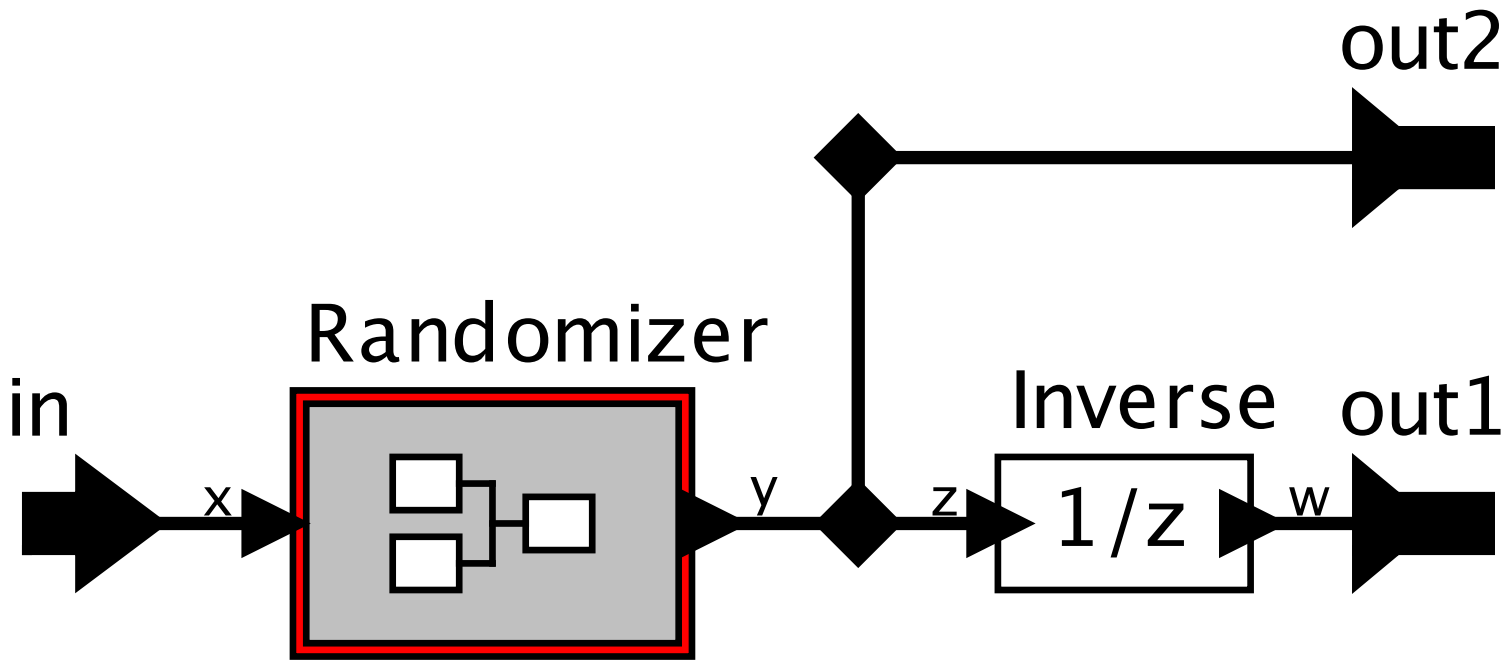 out2
Randomizer
in
Inverse
out1
x
y
z
1/z
w